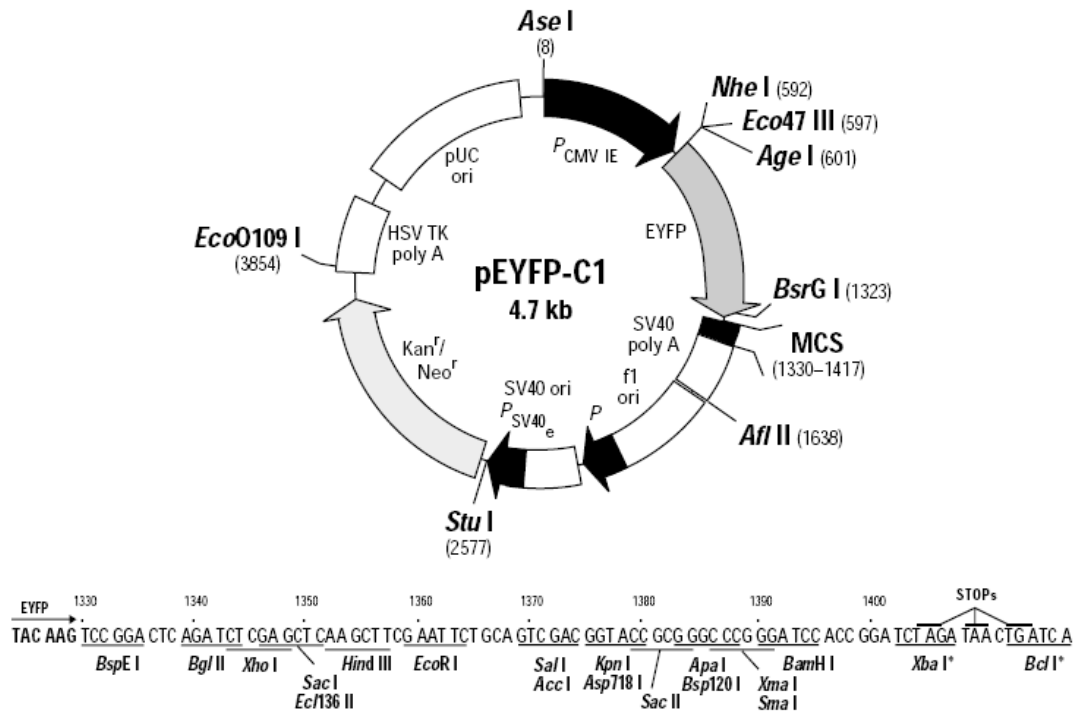 Ase I
(8)
Nhe I (592)
Eco47 III (597)
Age I (601)
P CMV IE
pUC
ori
EcoO109 I
(3854)
HSV TK
poly A
EYFP
pEYFP-C1
4.7 kb
BsrG I (1323)
SV40
poly A
MCS
(1330–1417)
f1
ori
Kanr/
Neor
SV40 ori
P SV40e
P
Afl II (1638)
Stu I
(2577)
EYFP
1330 1340 1350 1360 1370 1380 1390 1400
STOPs
TAC AAG TCC GGA CTC AGA TCT CGA GCT CAA GCT TCG AAT TCT GCA GTC GAC GGT ACC GCG GGC CCG GGA TCC ACC GGA TCT AGA TAA CTG ATC A
BspE I Bgl II Xho I Hind III EcoR I Sal I Kpn I Apa I BamH I Xba I* Bcl I*
Sac I Acc I Asp718 I Bsp120 I Xma I
Ecl136 II Sac II Sma I